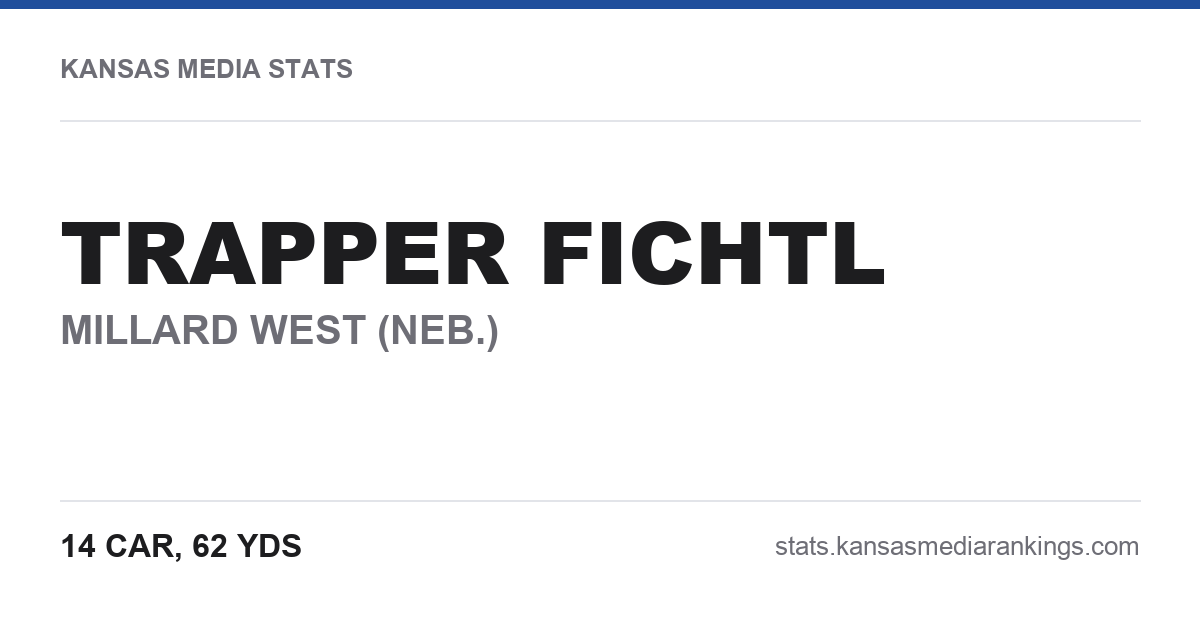 KANSAS MEDIA STATS
TRAPPER FICHTL
MILLARD WEST (NEB.)
14 CAR, 62 YDS
stats.kansasmediarankings.com